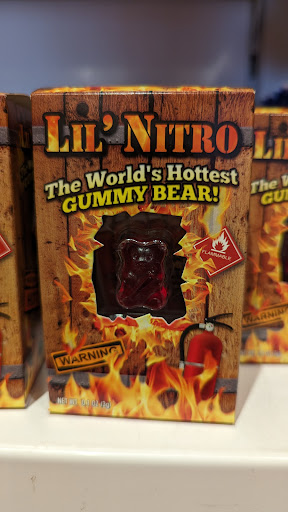 LIL' NITRO
The World's Hottest
GUMMY BEAR!
FLAMMABLE
WARNING